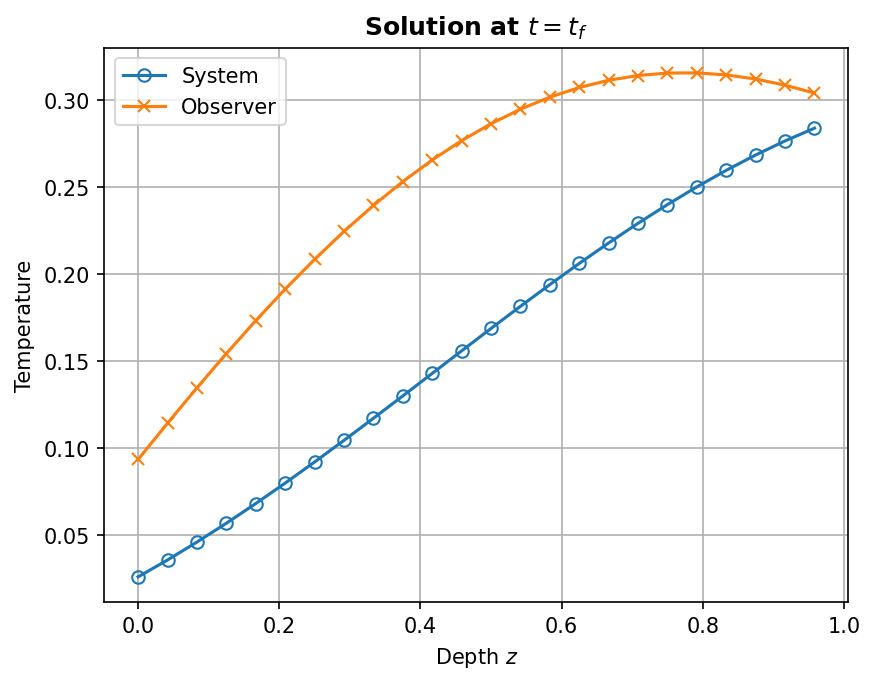 Solution at t = t_f
System
Observer
Temperature
0.30
0.25
0.20
0.15
0.10
0.05
0.0 0.2 0.4 0.6 0.8 1.0
Depth z